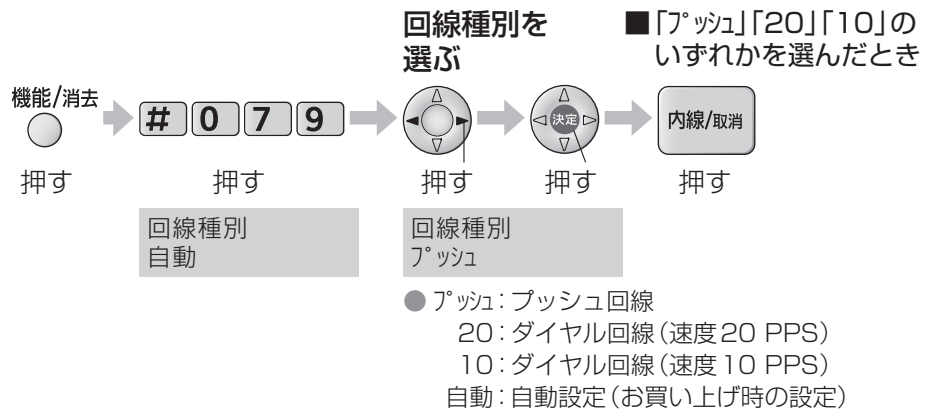 回線種別を
選ぶ
■「ﾌﾟｯｼｭ」「20」「10」の
いずれかを選んだとき
機能/消去
# 0 7 9
決定
内線/取消
押す
押す
押す
押す
押す
回線種別
自動
回線種別
ﾌﾟｯｼｭ
● ﾌﾟｯｼｭ：プッシュ回線
20：ダイヤル回線（速度20 PPS）
10：ダイヤル回線（速度10 PPS）
自動：自動設定（お買い上げ時の設定）